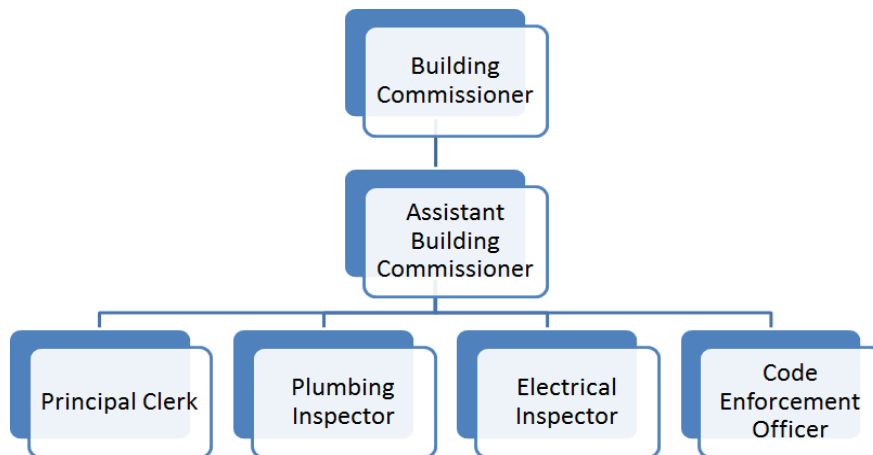 Building
Commissioner
Assistant
Building
Commissioner
Principal Clerk
Plumbing
Inspector
Electrical
Inspector
Code
Enforcement
Officer